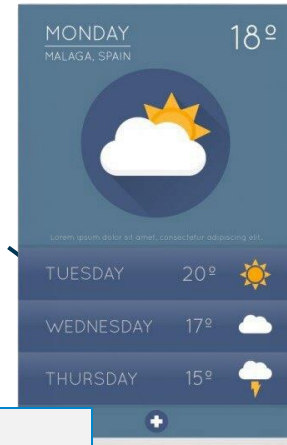 MONDAY
18º
MALAGA, SPAIN
Lorem ipsum dolor sit amet, consectetur adipiscing elit.
TUESDAY 20º
WEDNESDAY 17º
THURSDAY 15º